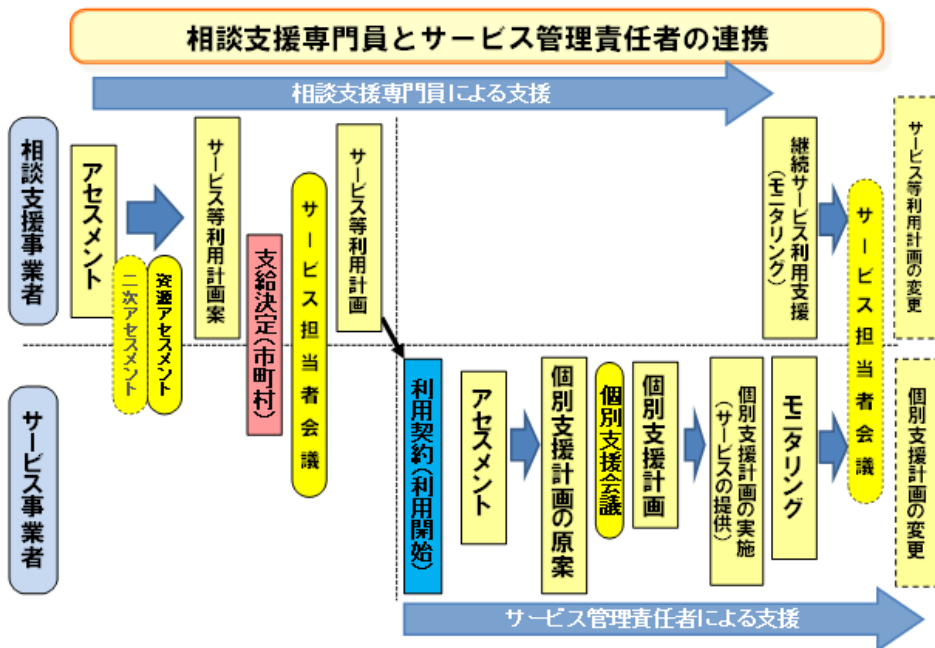 相談支援専門員とサービス管理責任者の連携
相談支援専門員による支援
相談支援事業者
アセスメント
二次アセスメント
資源アセスメント
サービス等利用計画案
支給決定(市町村)
サービス担当者会議
サービス等利用計画
継続サービス利用支援
(モニタリング)
サービス担当者会議
サービス等利用計画の変更
サービス事業者
利用契約(利用開始)
アセスメント
個別支援計画の原案
個別支援会議
個別支援計画
個別支援計画の実施
(サービスの提供)
モニタリング
個別支援計画の変更
サービス管理責任者による支援